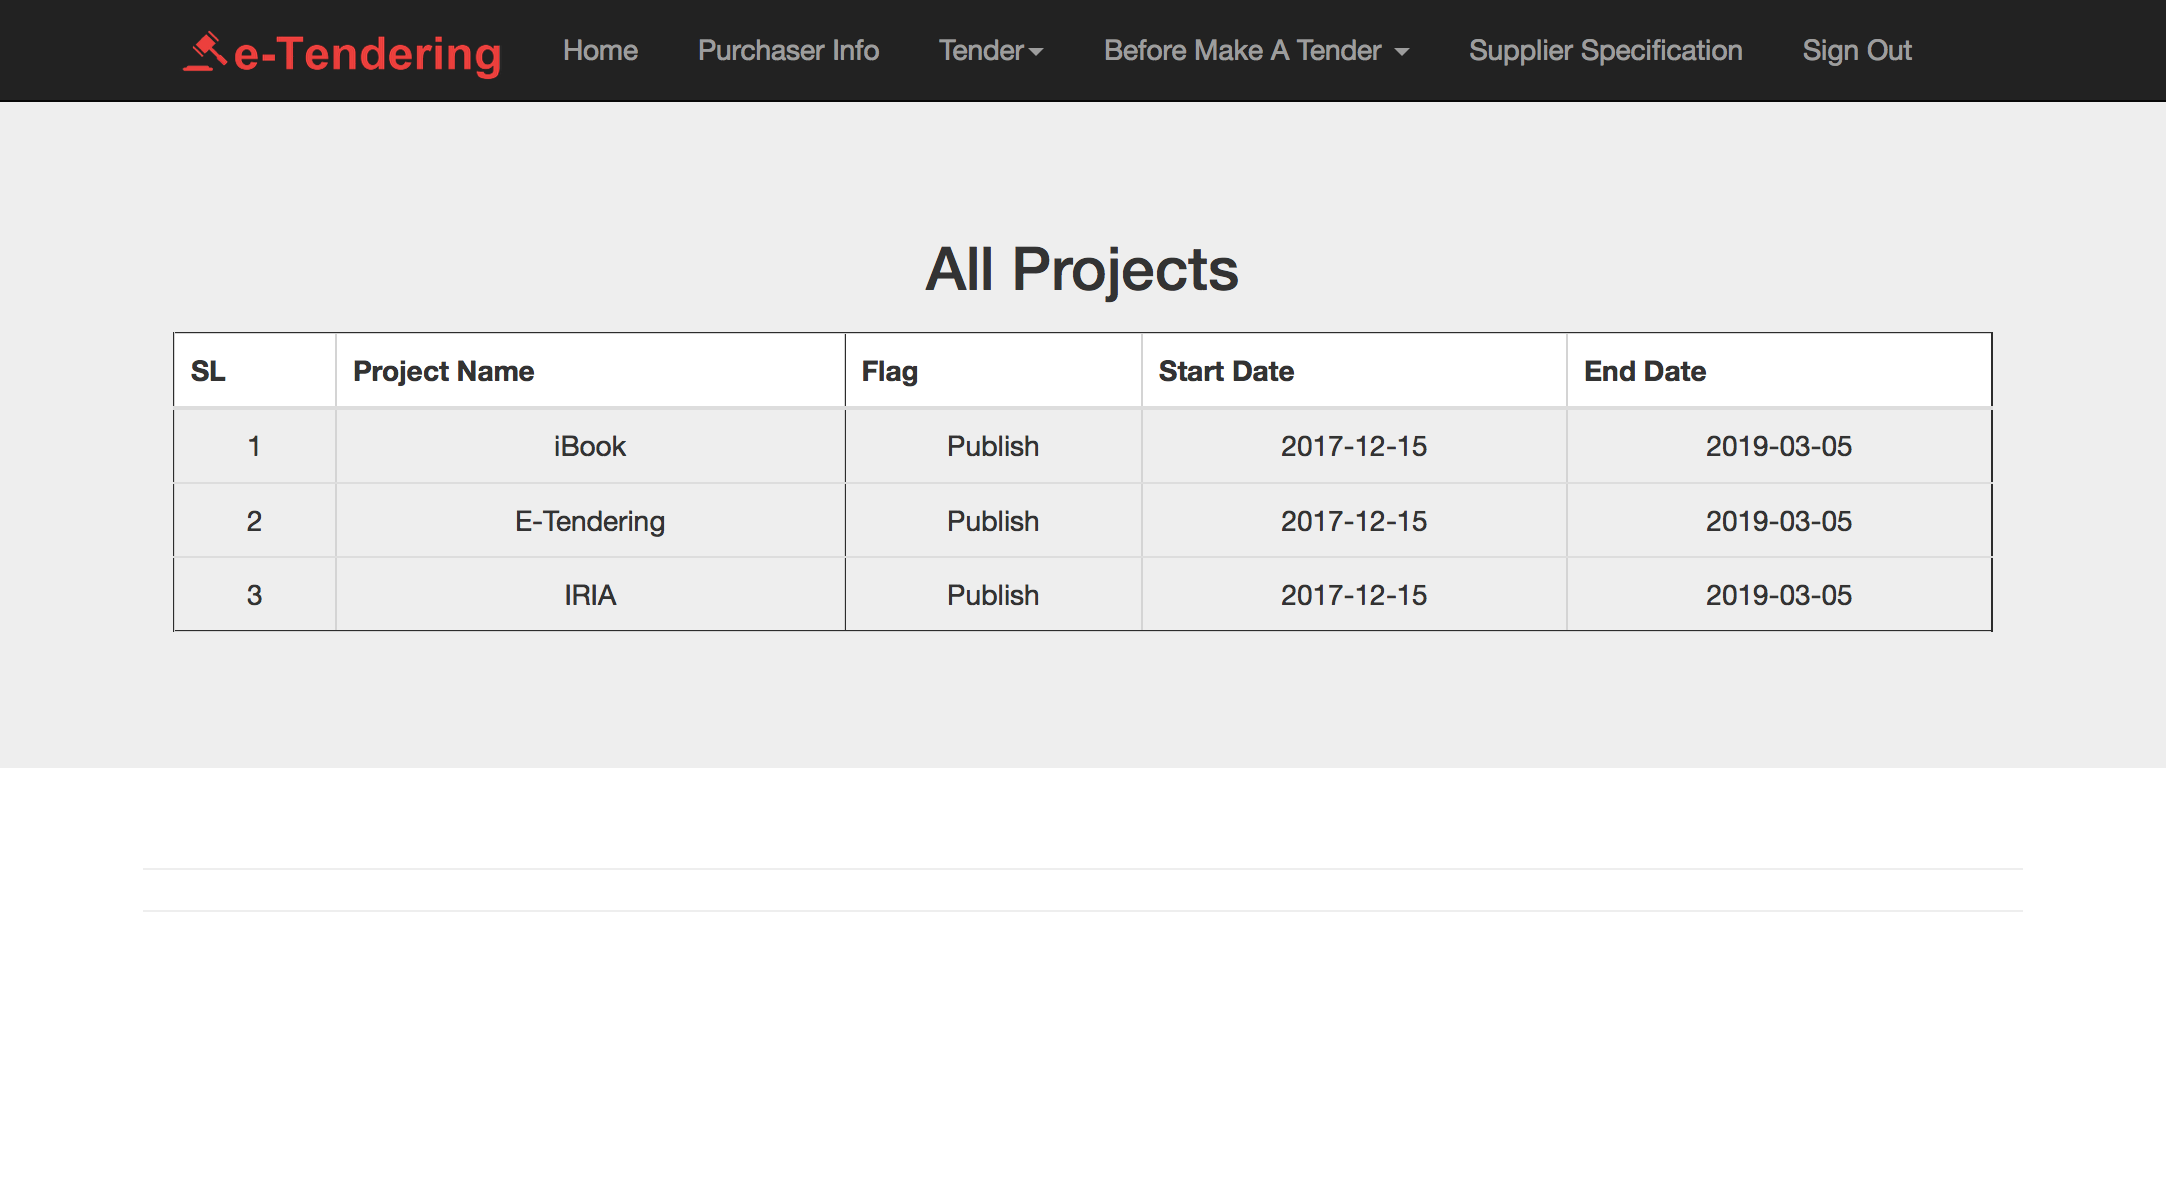 e-Tendering Home Purchaser Info Tender Before Make A Tender Supplier Specification Sign Out
All Projects
SL Project Name Flag Start Date End Date
1 iBook Publish 2017-12-15 2019-03-05
2 E-Tendering Publish 2017-12-15 2019-03-05
3 IRIA Publish 2017-12-15 2019-03-05